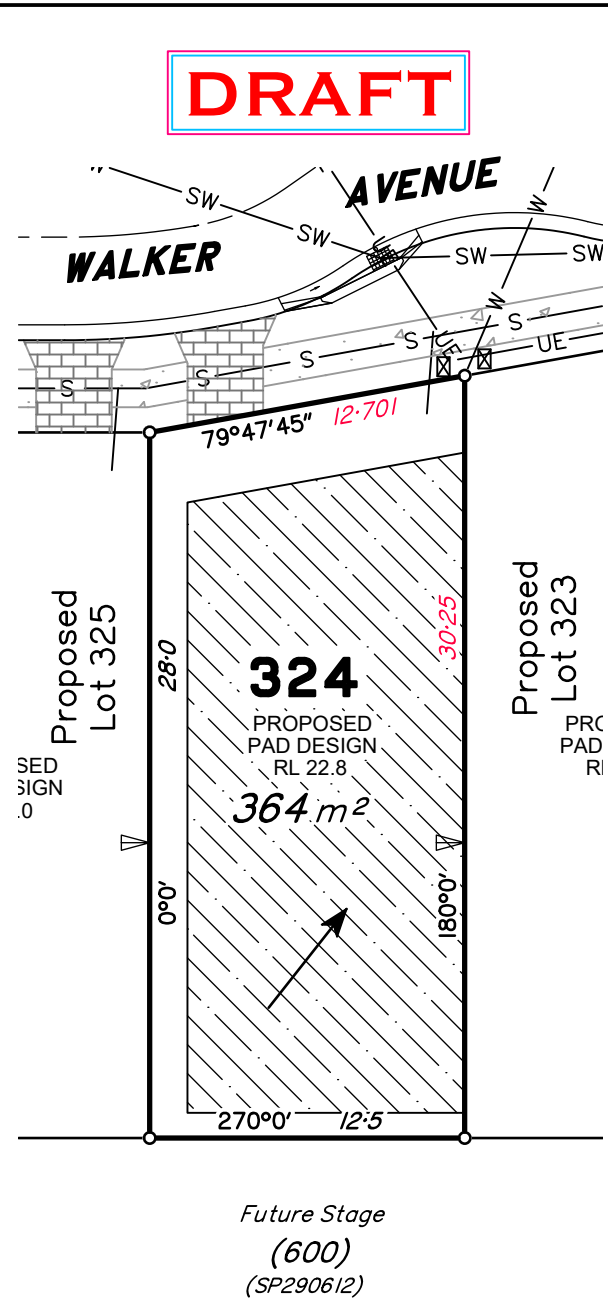 DRAFT
AVENUE
WALKER
SW
SW
SW
SW
W
W
S
S
S
S
UE
UE
79°47'45"
12·701
Proposed
Lot 325
28·0
30·25
Proposed
Lot 323
324
PROPOSED
PAD DESIGN
RL 22.8
364 m²
SED
SIGN
.0
PRO
PAD
RI
0°0'
180°0'
270°0'
12·5
Future Stage
(600)
(SP290612)